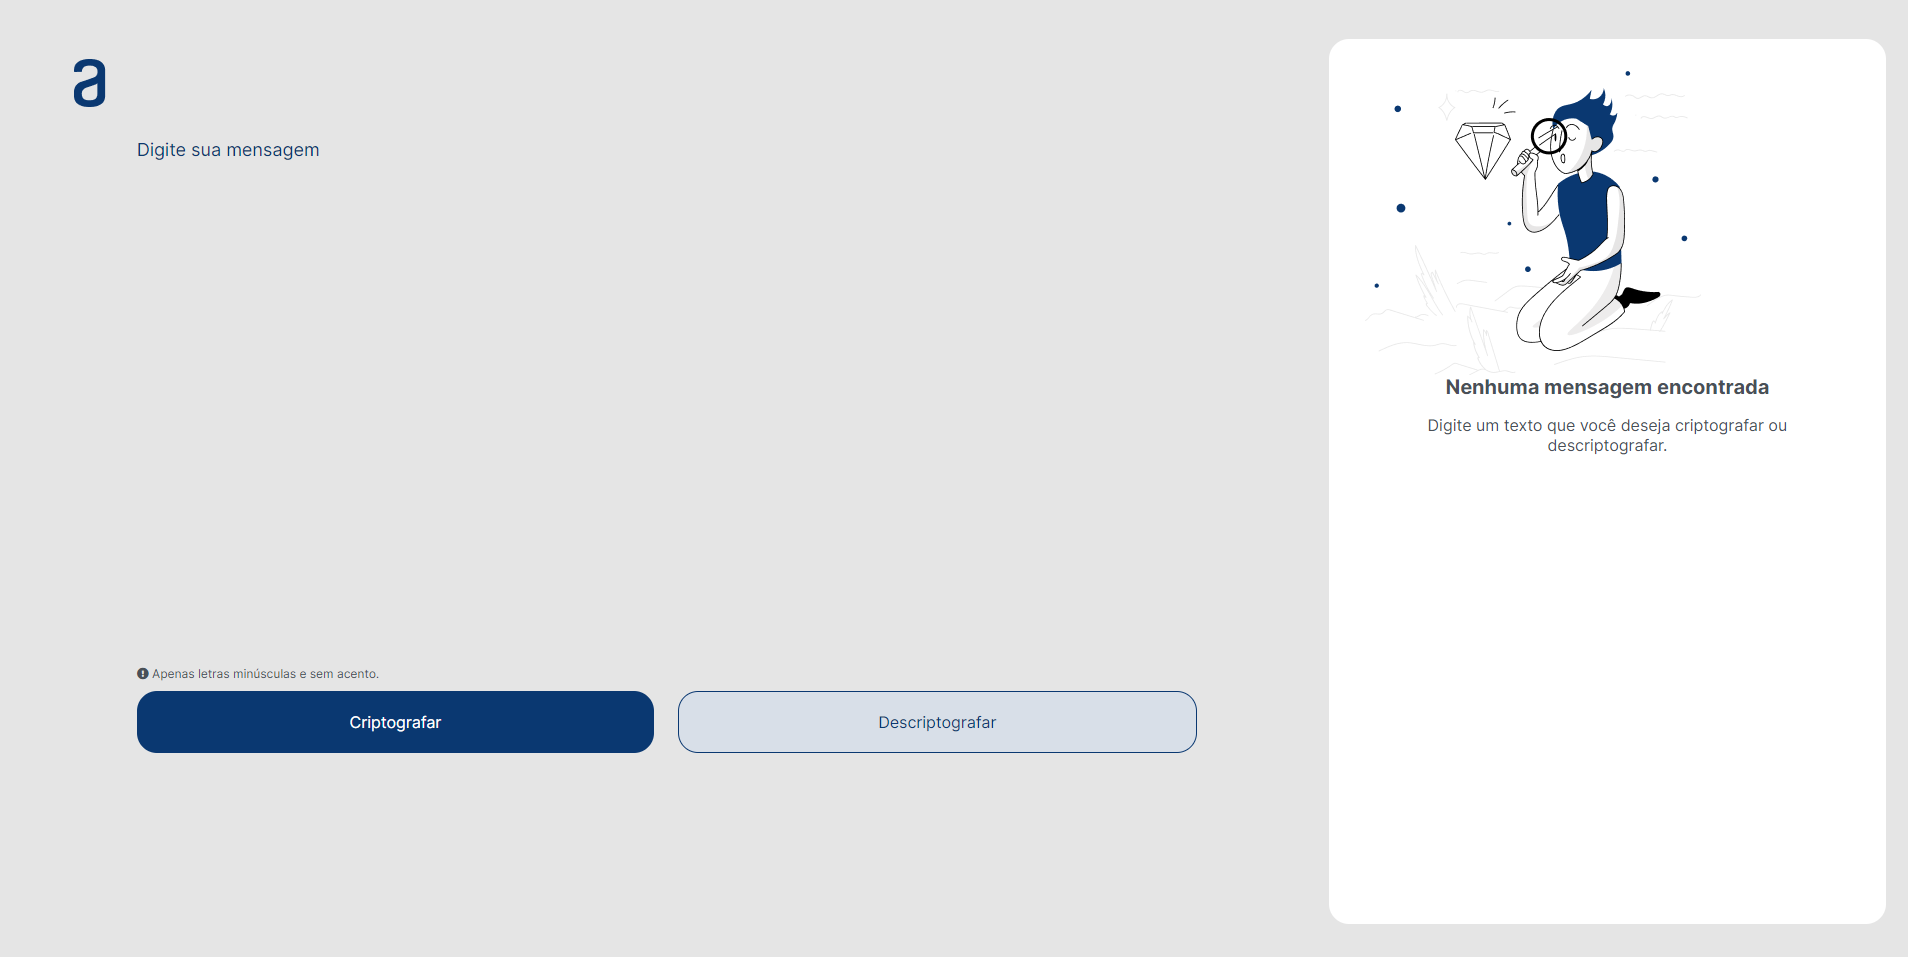 a
Digite sua mensagem
Apenas letras minúsculas e sem acento.
Criptografar
Descriptografar
Nenhuma mensagem encontrada
Digite um texto que você deseja criptografar ou
descriptografar.